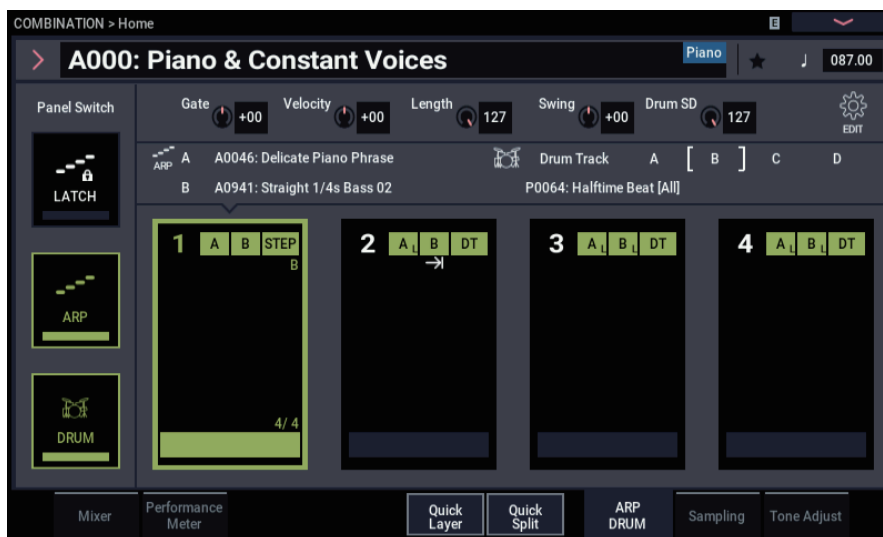 COMBINATION > Home E
A000: Piano & Constant Voices Piano ♩ 087.00
Panel Switch Gate +00 Velocity +00 Length 127 Swing +00 Drum SD 127 EDIT
ARP A A0046: Delicate Piano Phrase Drum Track A [ B ] C D
B A0941: Straight 1/4s Bass 02 P0064: Halftime Beat [All]
LATCH
1 A B STEP 2 A L B DT 3 A L B L DT 4 A L B L DT
B
ARP
4/ 4
DRUM
Mixer Performance Meter Quick Layer Quick Split ARP DRUM Sampling Tone Adjust